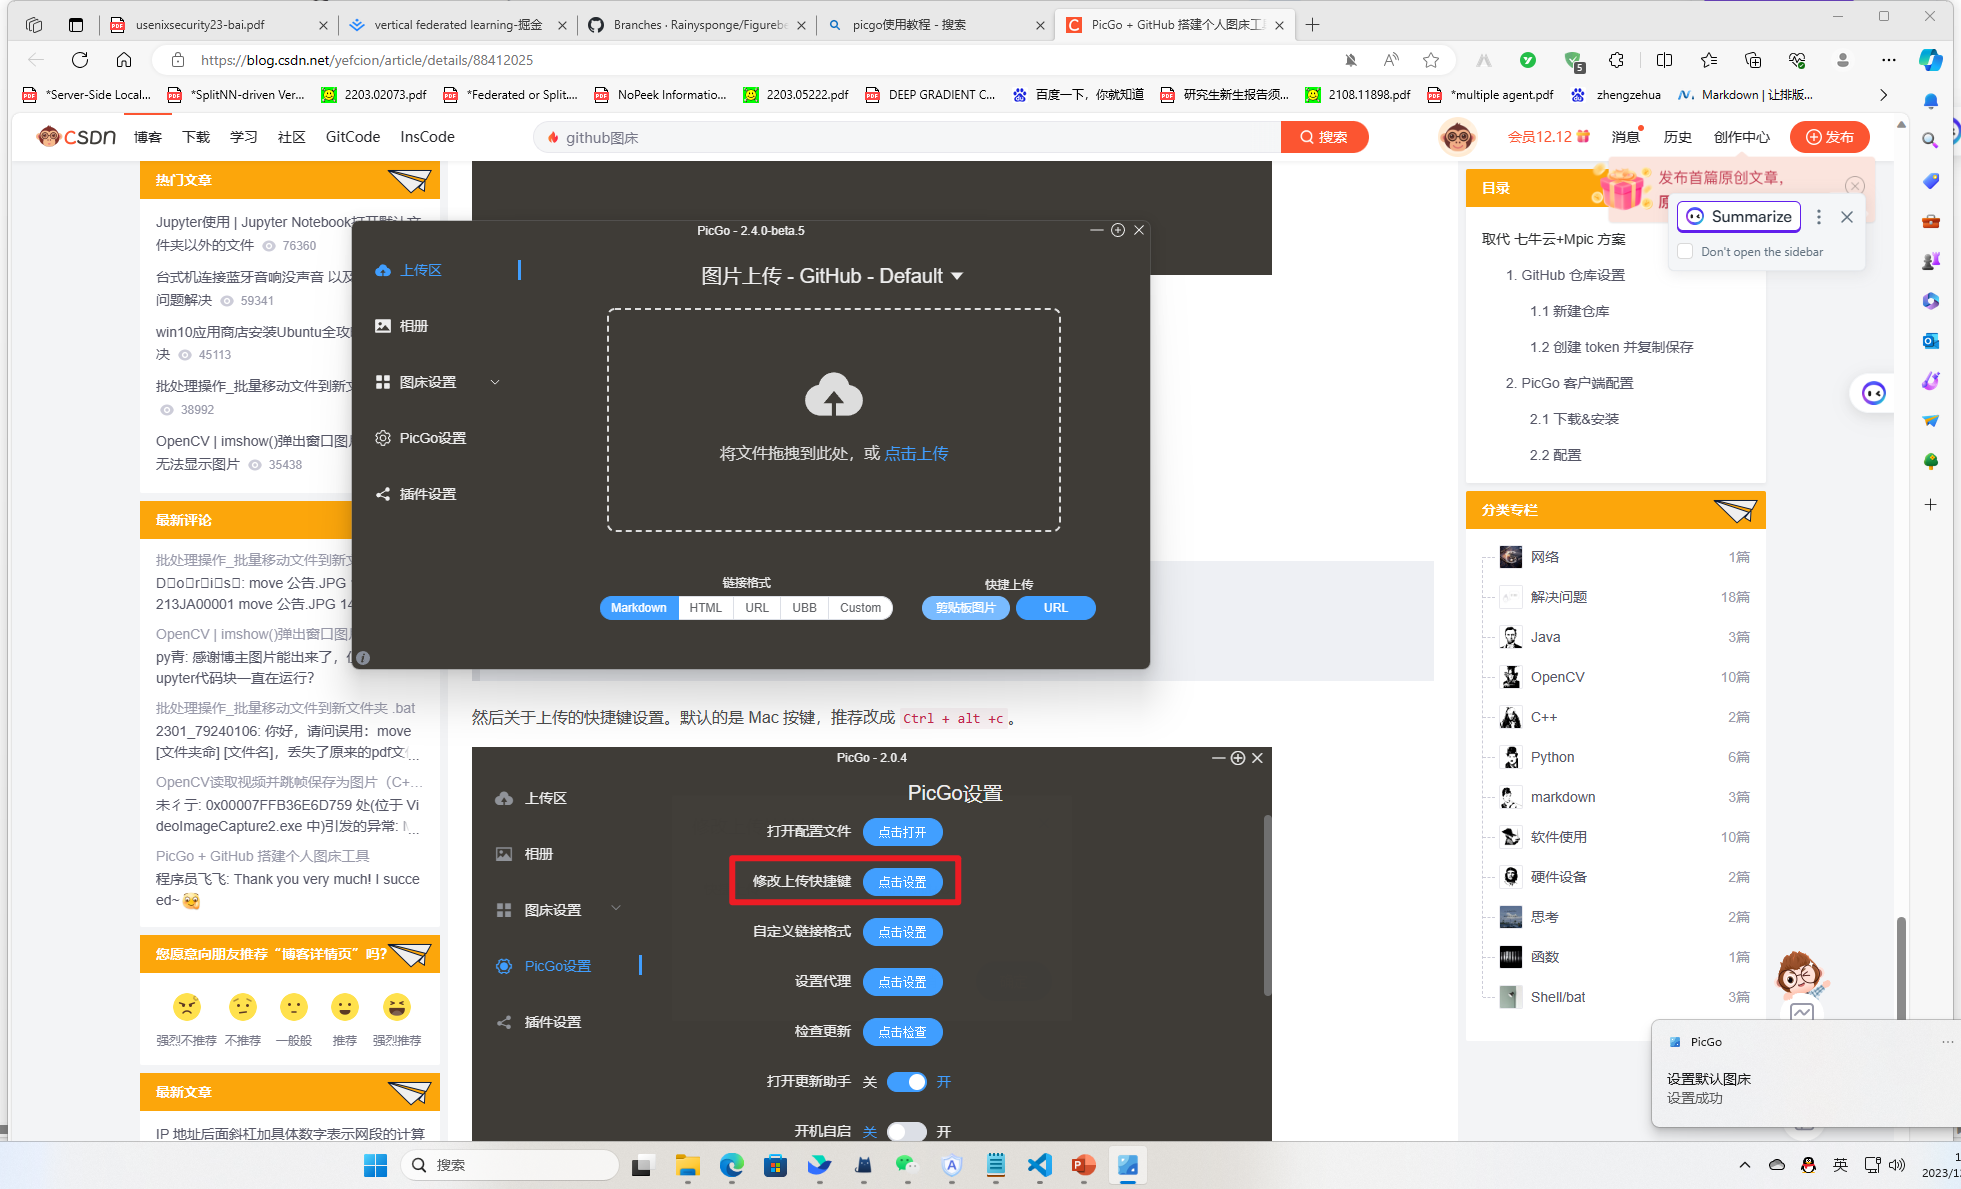 usenixsecurity23-bai.pdf
vertical federated learning-掘金
Branches · Rainysponge/Figurebe
picgo使用教程 - 搜索
PicGo + GitHub 搭建个人图床工具
https://blog.csdn.net/yefcion/article/details/88412025
5
*Server-Side Local...
*SplitNN-driven Ver...
2203.02073.pdf
*Federated or Split....
NoPeek Informatio...
2203.05222.pdf
DEEP GRADIENT C...
百度一下，你就知道
研究生新生报告须...
2108.11898.pdf
*multiple agent.pdf
zhengzehua
Markdown | 让排版...
CSDN
博客
下载
学习
社区
GitCode
InsCode
github图床
搜索
会员12.12
消息
历史
创作中心
发布
热门文章
Jupyter使用 | Jupyter Notebook打开默认文
件夹以外的文件 76360
台式机连接蓝牙音响没声音 以及
问题解决 59341
win10应用商店安装Ubuntu全攻
决 45113
批处理操作_批量移动文件到新文
38992
OpenCV | imshow()弹出窗口图片
无法显示图片 35438
最新评论
批处理操作_批量移动文件到新文
D▯o▯r▯i▯s▯: move 公告.JPG
213JA00001 move 公告.JPG 14
OpenCV | imshow()弹出窗口图片
py青: 感谢博主图片能出来了，
upyter代码块一直在运行?
批处理操作_批量移动文件到新文件夹 .bat
2301_79240106: 你好，请问误用：move
[文件夹命] [文件名]，丢失了原来的pdf文
...
OpenCV读取视频并跳帧保存为图片（C+...
未彳亍: 0x00007FFB36E6D759 处(位于 Vi
deoImageCapture2.exe 中)引发的异常:
...
PicGo + GitHub 搭建个人图床工具
程序员飞飞: Thank you very much! I succe
ed~
您愿意向朋友推荐“博客详情页”吗？
强烈不推荐
不推荐
一般般
推荐
强烈推荐
最新文章
IP 地址后面斜杠加具体数字表示网段的计算
PicGo - 2.4.0-beta.5
上传区
相册
图床设置
PicGo设置
插件设置
图片上传 - GitHub - Default
将文件拖拽到此处，或 点击上传
链接格式
Markdown
HTML
URL
UBB
Custom
快捷上传
剪贴板图片
URL
然后关于上传的快捷键设置。默认的是 Mac 按键，推荐改成 Ctrl + alt +c 。
PicGo - 2.0.4
上传区
相册
图床设置
PicGo设置
插件设置
PicGo设置
打开配置文件 点击打开
修改上传快捷键 点击设置
自定义链接格式 点击设置
设置代理 点击设置
检查更新 点击检查
打开更新助手 关 开
开机自启 关 开
目录
发布首篇原创文章，
Summarize
Don't open the sidebar
取代 七牛云+Mpic 方案
1. GitHub 仓库设置
1.1 新建仓库
1.2 创建 token 并复制保存
2. PicGo 客户端配置
2.1 下载&安装
2.2 配置
分类专栏
网络 1篇
解决问题 18篇
Java 3篇
OpenCV 10篇
C++ 2篇
Python 6篇
markdown 3篇
软件使用 10篇
硬件设备 2篇
思考 2篇
函数 1篇
Shell/bat 3篇
PicGo
设置默认图床
设置成功
搜索
英
2023/1